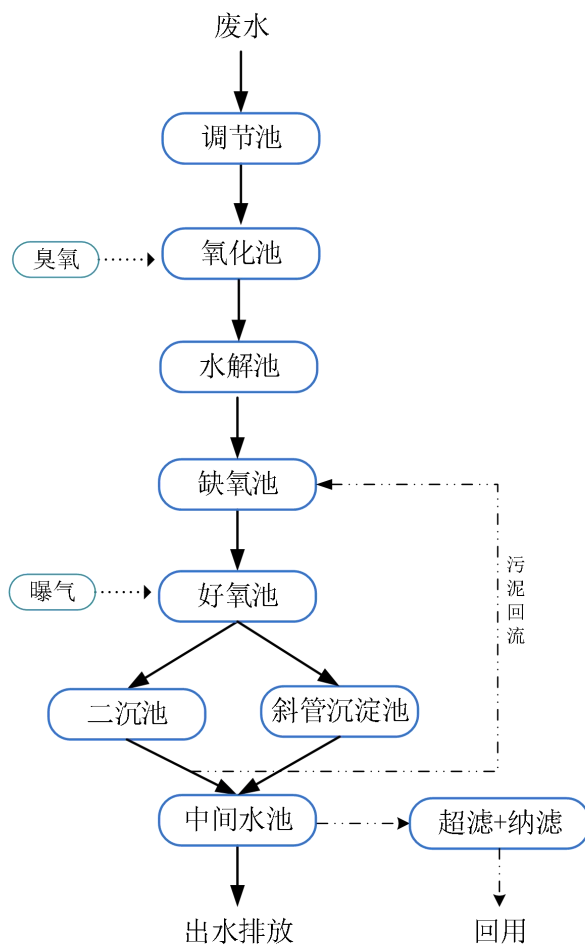 废水
调节池
臭氧
氧化池
水解池
缺氧池
污泥回流
曝气
好氧池
二沉池
斜管沉淀池
中间水池
超滤+纳滤
出水排放
回用